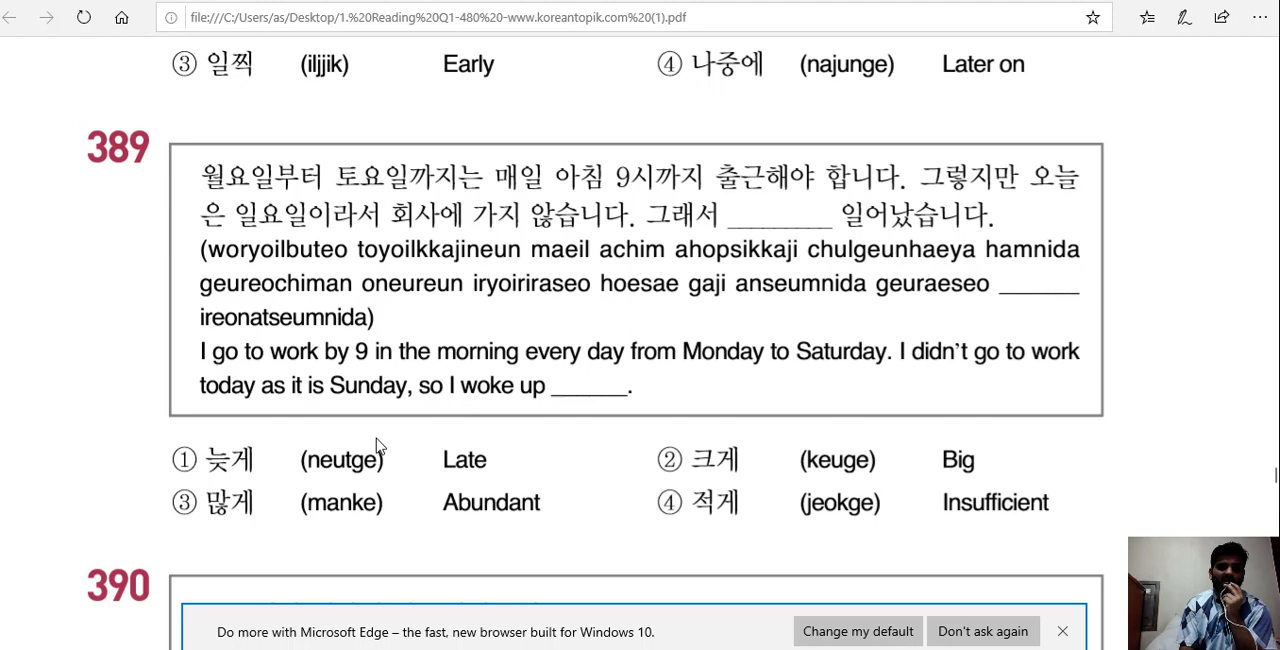 file:///C:/Users/as/Desktop/1.%20Reading%20Q1-480%20-www.koreantopik.com%20(1).pdf
③ 일찍 (iljjik) Early ④ 나중에 (najunge) Later on
389
월요일부터 토요일까지는 매일 아침 9시까지 출근해야 합니다. 그렇지만 오늘
은 일요일이라서 회사에 가지 않습니다. 그래서 ________ 일어났습니다.
(woryoilbuteo toyoilkkajineun maeil achim ahopsikkaji chulgeunhaeya hamnida
geureochiman oneureun iryoiriraseo hoesae gaji anseumnida geuraeseo ______
ireonatseumnida)
I go to work by 9 in the morning every day from Monday to Saturday. I didn't go to work
today as it is Sunday, so I woke up ______.
① 늦게 (neutge) Late ② 크게 (keuge) Big
③ 많게 (manke) Abundant ④ 적게 (jeokge) Insufficient
390
Do more with Microsoft Edge – the fast, new browser built for Windows 10. Change my default Don't ask again